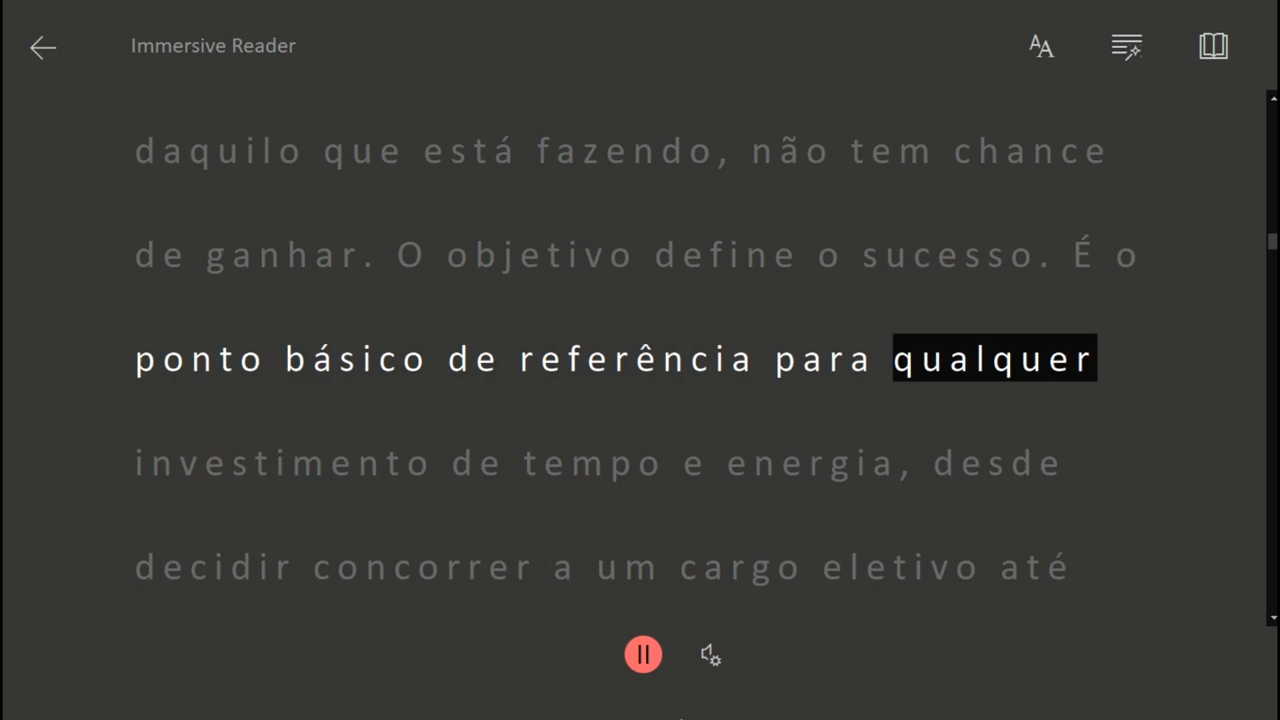 Immersive Reader
daquilo que está fazendo, não tem chance
de ganhar. O objetivo define o sucesso. É o
ponto básico de referência para qualquer
investimento de tempo e energia, desde
decidir concorrer a um cargo eletivo até